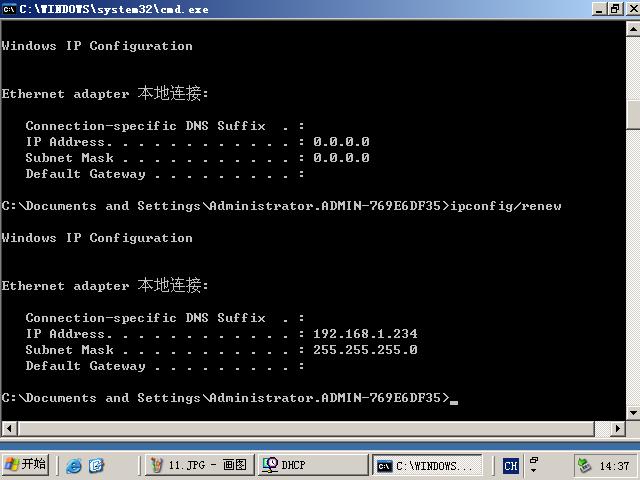 C:\WINDOWS\system32\cmd.exe
Windows IP Configuration
Ethernet adapter 本地连接:
Connection-specific DNS Suffix  . :
IP Address. . . . . . . . . . . . : 0.0.0.0
Subnet Mask . . . . . . . . . . . : 0.0.0.0
Default Gateway . . . . . . . . . :
C:\Documents and Settings\Administrator.ADMIN-769E6DF35>ipconfig/renew
Windows IP Configuration
Ethernet adapter 本地连接:
Connection-specific DNS Suffix  . :
IP Address. . . . . . . . . . . . : 192.168.1.234
Subnet Mask . . . . . . . . . . . : 255.255.255.0
Default Gateway . . . . . . . . . :
C:\Documents and Settings\Administrator.ADMIN-769E6DF35>_
开始 11.JPG - 画图 DHCP C:\WINDOWS... CH 14:37